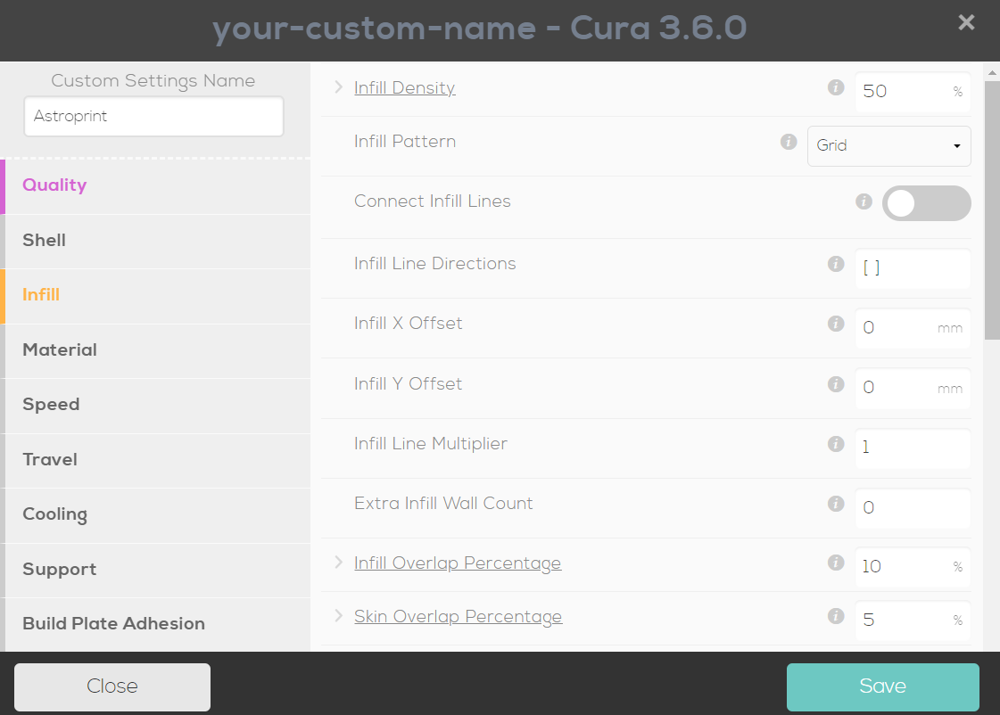 your-custom-name - Cura 3.6.0
Custom Settings Name
Astroprint
Quality
Shell
Infill
Material
Speed
Travel
Cooling
Support
Build Plate Adhesion
Infill Density i 50 %
Infill Pattern i Grid
Connect Infill Lines i
Infill Line Directions i [ ]
Infill X Offset i 0 mm
Infill Y Offset i 0 mm
Infill Line Multiplier i 1
Extra Infill Wall Count i 0
Infill Overlap Percentage i 10 %
Skin Overlap Percentage i 5 %
Close
Save